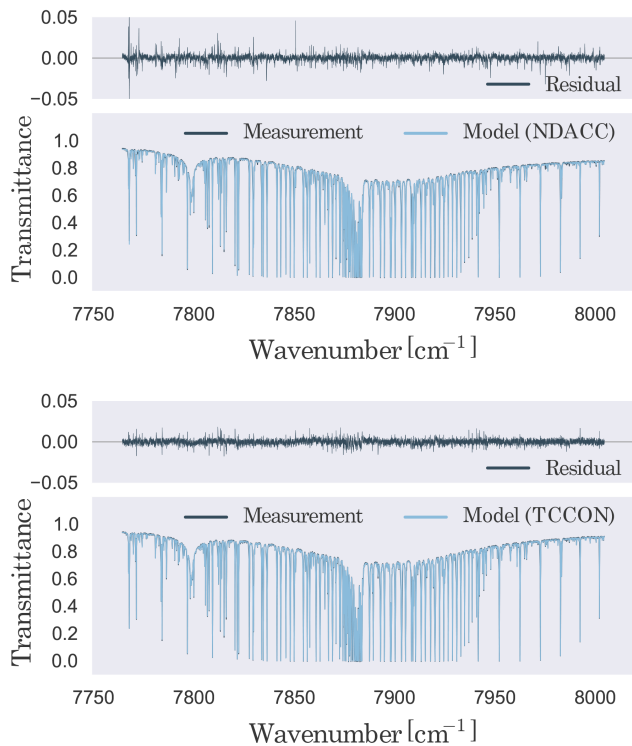 0.05
0.00
−0.05
Residual
Measurement Model (NDACC)
1.0
0.8
0.6
0.4
0.2
0.0
Transmittance
7750 7800 7850 7900 7950 8000
Wavenumber [cm−1]
0.05
0.00
−0.05
Residual
Measurement Model (TCCON)
1.0
0.8
0.6
0.4
0.2
0.0
Transmittance
7750 7800 7850 7900 7950 8000
Wavenumber [cm−1]